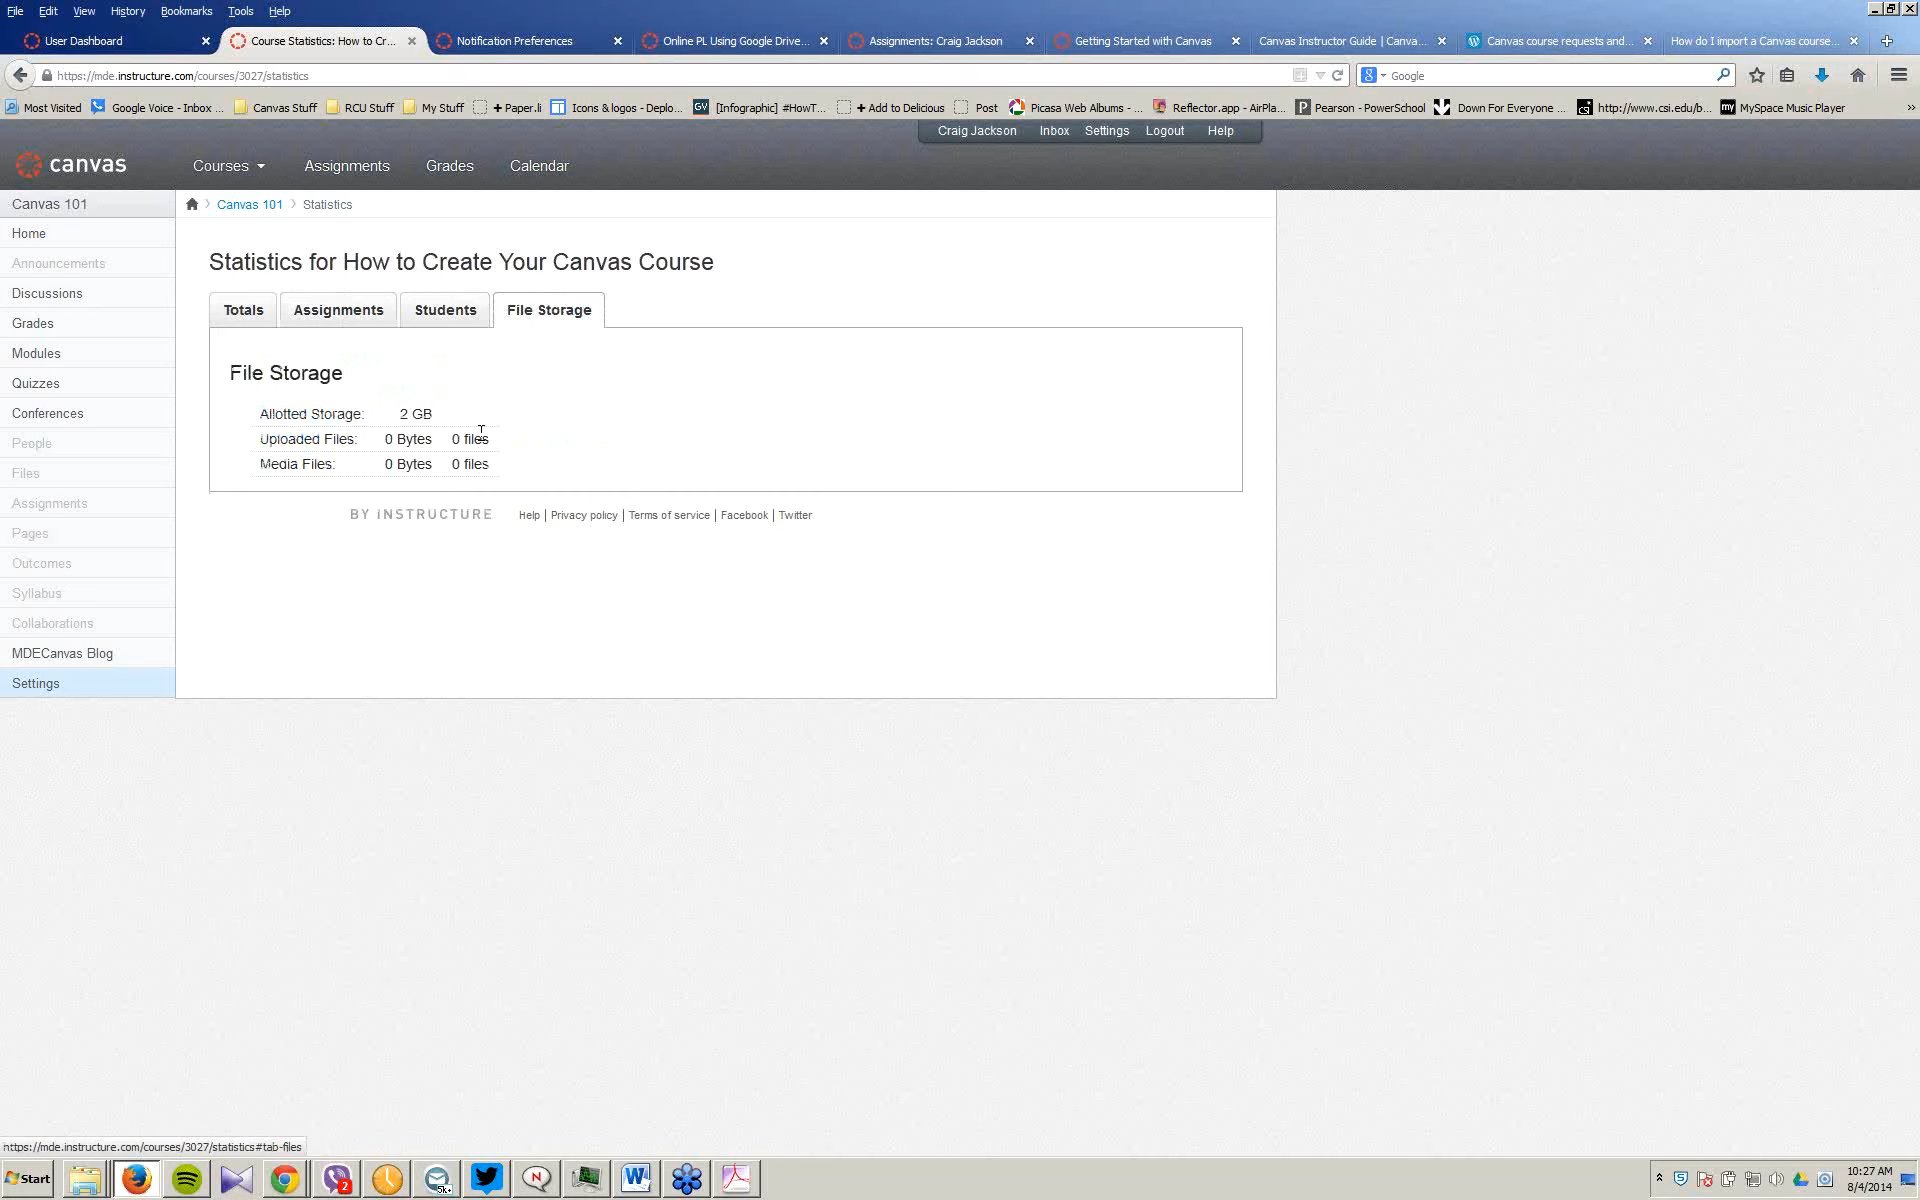 File Edit View History Bookmarks Tools Help
User Dashboard
Course Statistics: How to Cr...
Notification Preferences
Online PL Using Google Drive...
Assignments: Craig Jackson
Getting Started with Canvas
Canvas Instructor Guide | Canva...
Canvas course requests and...
How do I import a Canvas course...
https://mde.instructure.com/courses/3027/statistics
Google
Most Visited
Google Voice - Inbox ...
Canvas Stuff
RCU Stuff
My Stuff
+ Paper.li
Icons & logos - Deplo...
GV [Infographic] #HowT...
+ Add to Delicious
Post
Picasa Web Albums - ...
Reflector.app - AirPla...
Pearson - PowerSchool
Down For Everyone ...
http://www.csi.edu/b...
my MySpace Music Player
Craig Jackson Inbox Settings Logout Help
canvas
Courses Assignments Grades Calendar
Canvas 101
Canvas 101 Statistics
Home
Announcements
Discussions
Grades
Modules
Quizzes
Conferences
People
Files
Assignments
Pages
Outcomes
Syllabus
Collaborations
MDECanvas Blog
Settings
Statistics for How to Create Your Canvas Course
Totals Assignments Students File Storage
File Storage
Allotted Storage: 2 GB
Uploaded Files: 0 Bytes 0 files
Media Files: 0 Bytes 0 files
BY INSTRUCTURE
Help | Privacy policy | Terms of service | Facebook | Twitter
https://mde.instructure.com/courses/3027/statistics#tab-files
Start
2
5k+
N
W
10:27 AM
8/4/2014